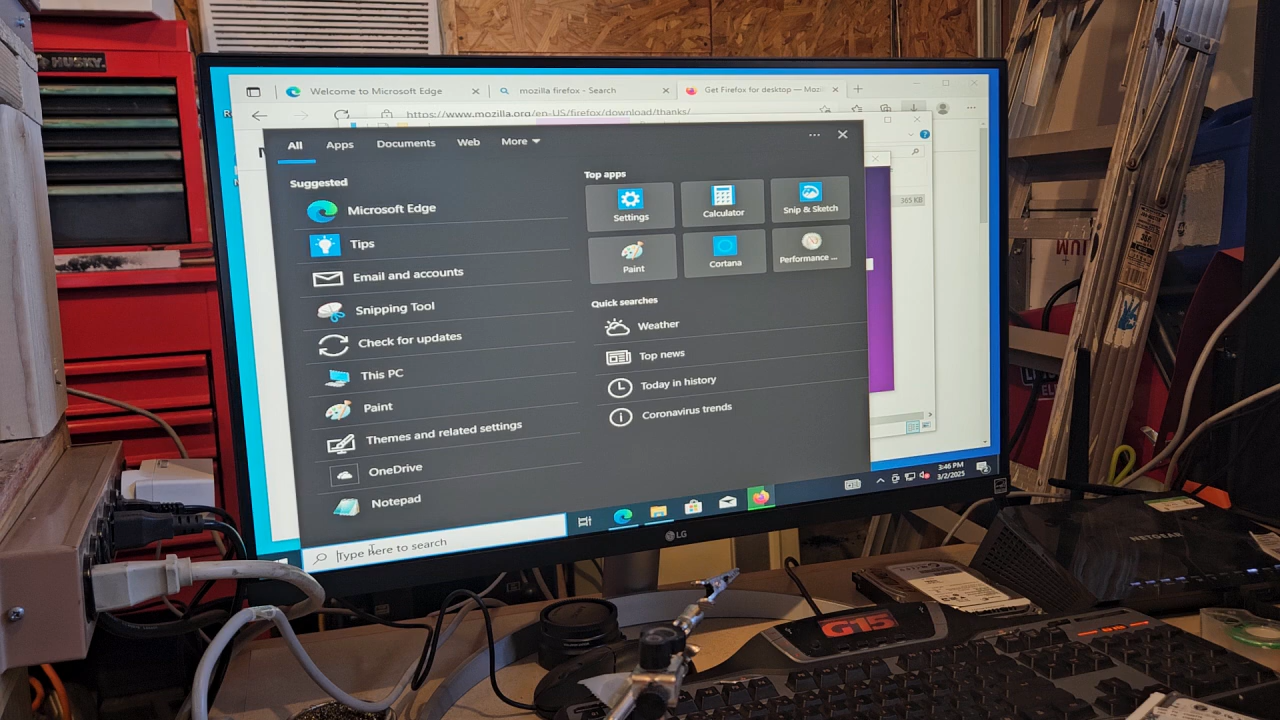 HUSKY
Welcome to Microsoft Edge
mozilla firefox - Search
Get Firefox for desktop — Mozi
https://www.mozilla.org/en-US/firefox/download/thanks/
All
Apps
Documents
Web
More
Suggested
Microsoft Edge
Tips
Email and accounts
Snipping Tool
Check for updates
This PC
Paint
Themes and related settings
OneDrive
Notepad
Top apps
Settings
Calculator
Snip & Sketch
Paint
Cortana
Performance ...
Quick searches
Weather
Top news
Today in history
Coronavirus trends
365 KB
Type here to search
3:46 PM
3/2/2025
LG
NETGEAR
G15